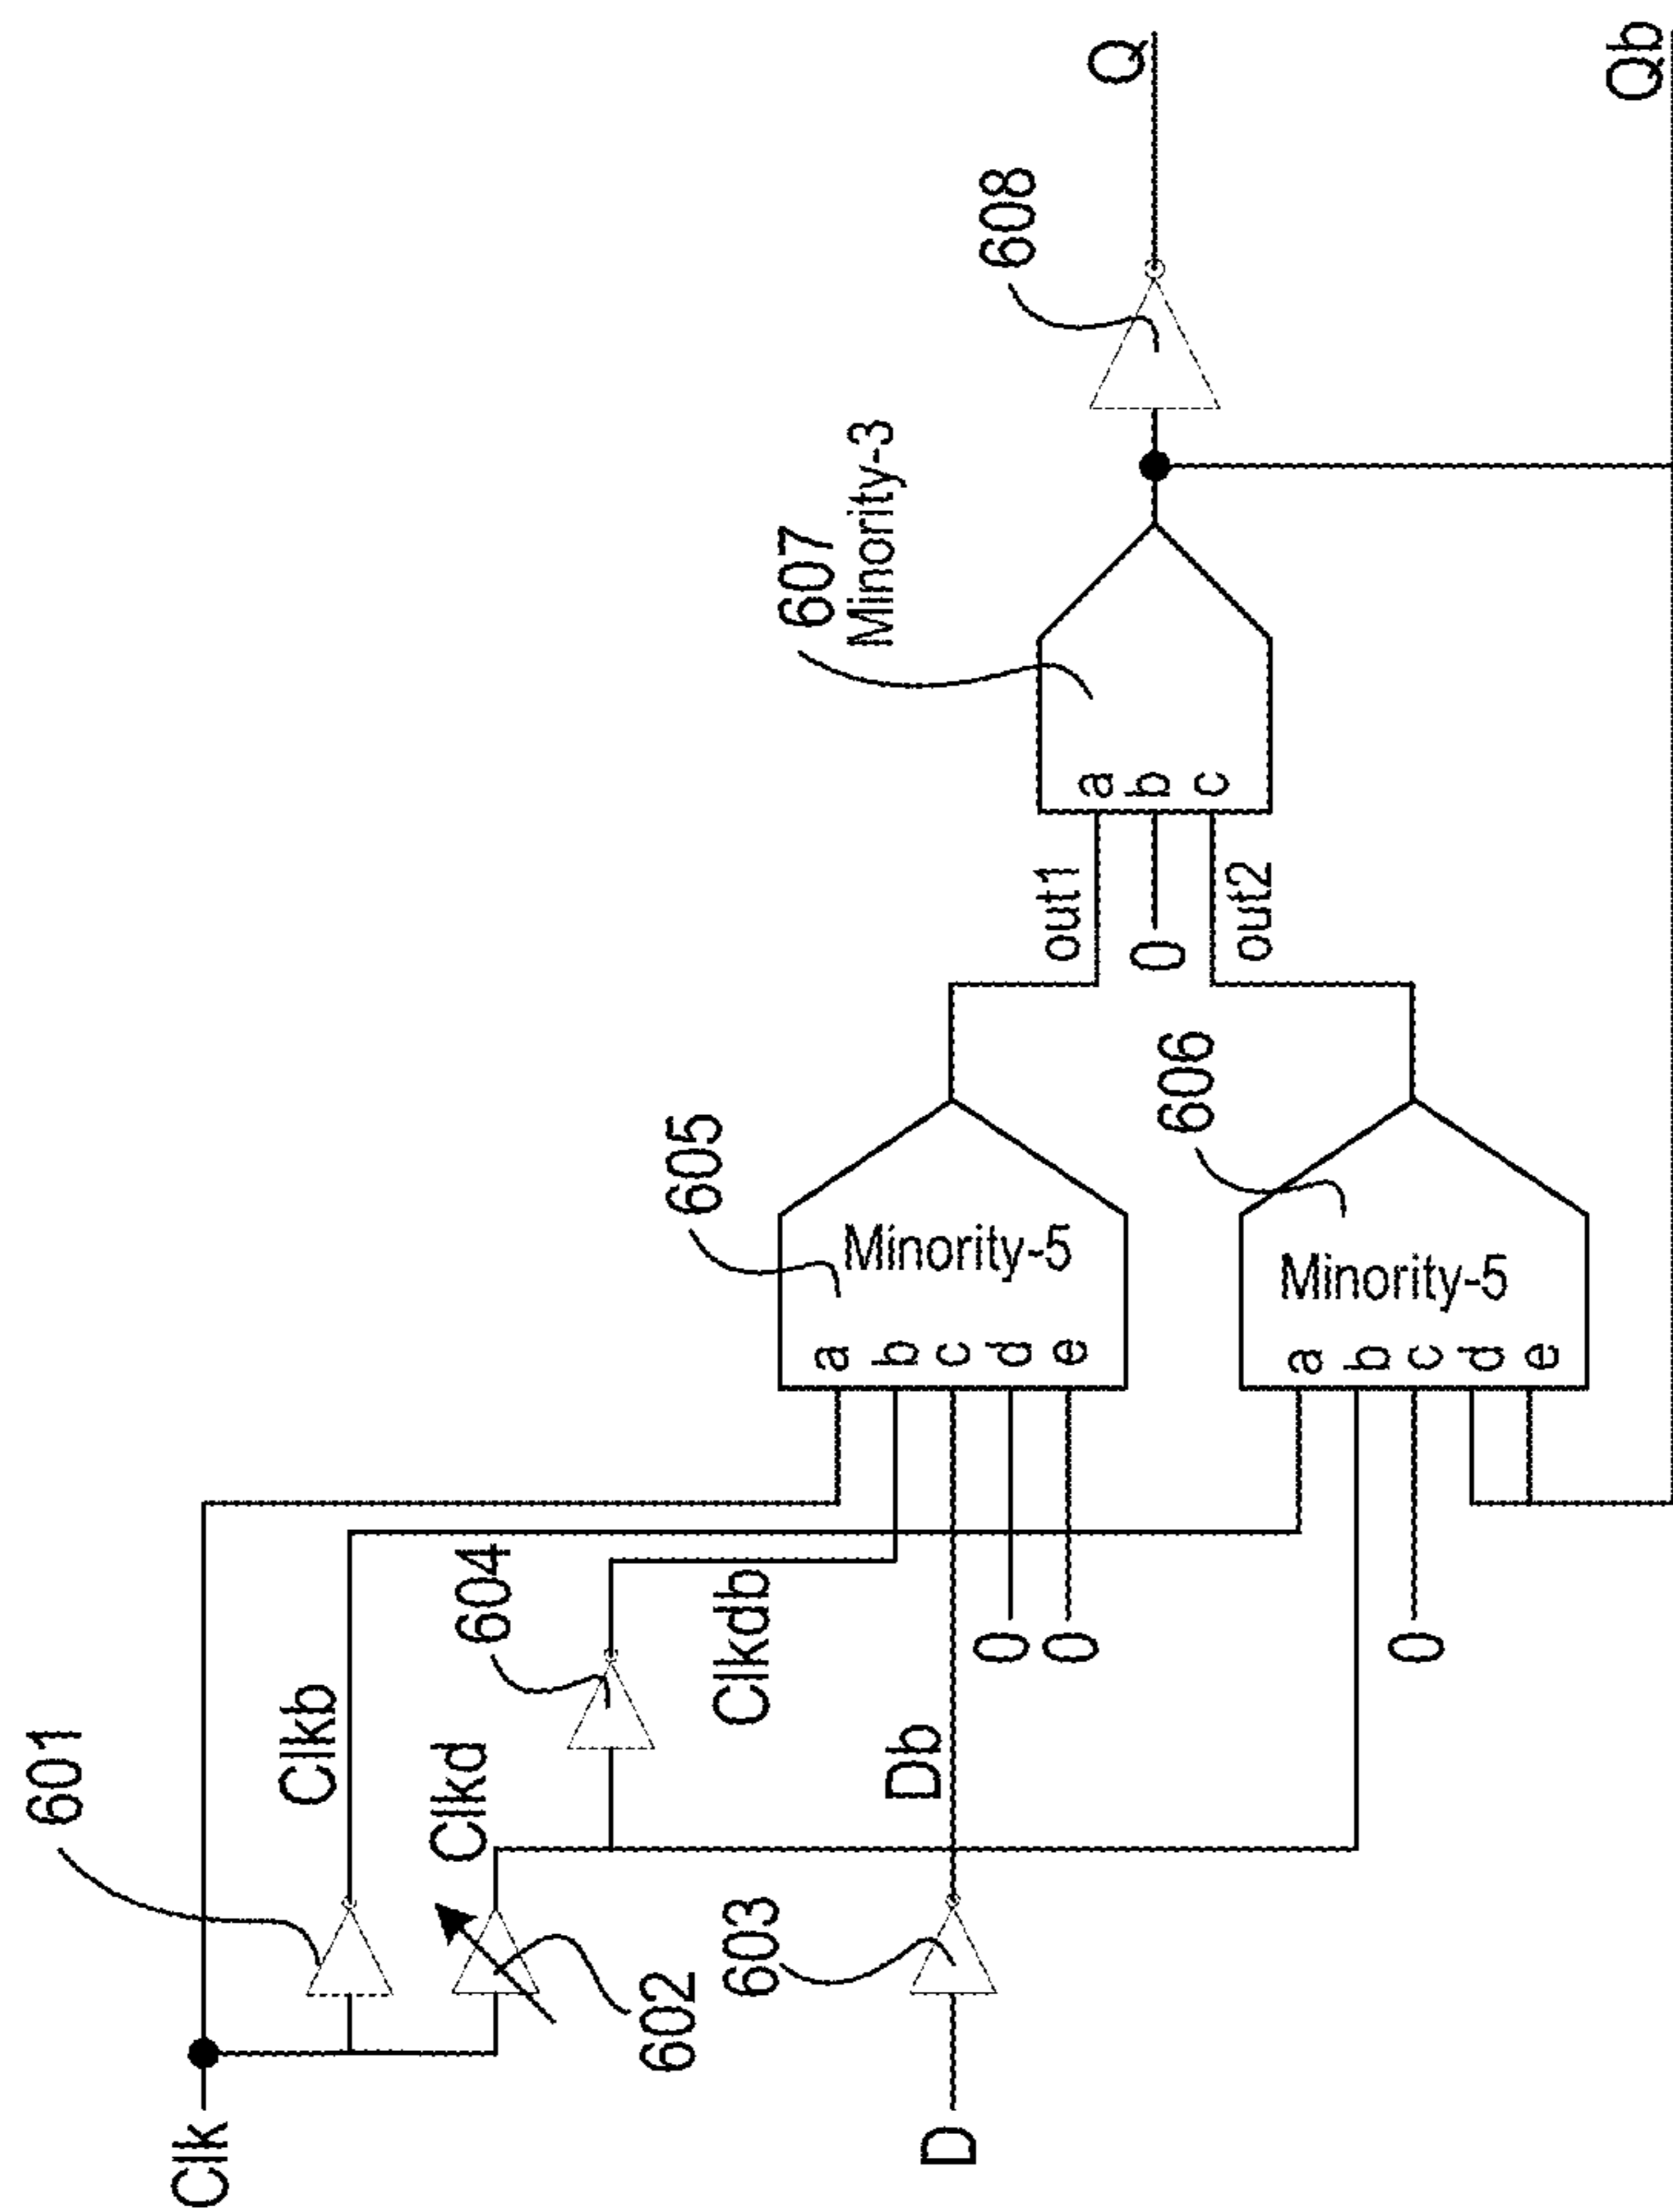 Clk
601
Clkb
Clkd
602
604
Clkdb
603
D
Db
0
0
0
605
Minority-5
a
b
c
d
e
606
Minority-5
a
b
c
d
e
out1
0
out2
607
Minority-3
a
b
c
608
Q
Qb